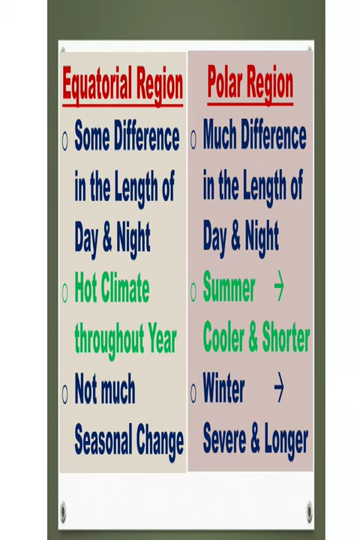 Equatorial Region
○ Some Difference
in the Length of
Day & Night
○ Hot Climate
throughout Year
○ Not much
Seasonal Change
Polar Region
○ Much Difference
in the Length of
Day & Night
○ Summer →
Cooler & Shorter
○ Winter →
Severe & Longer